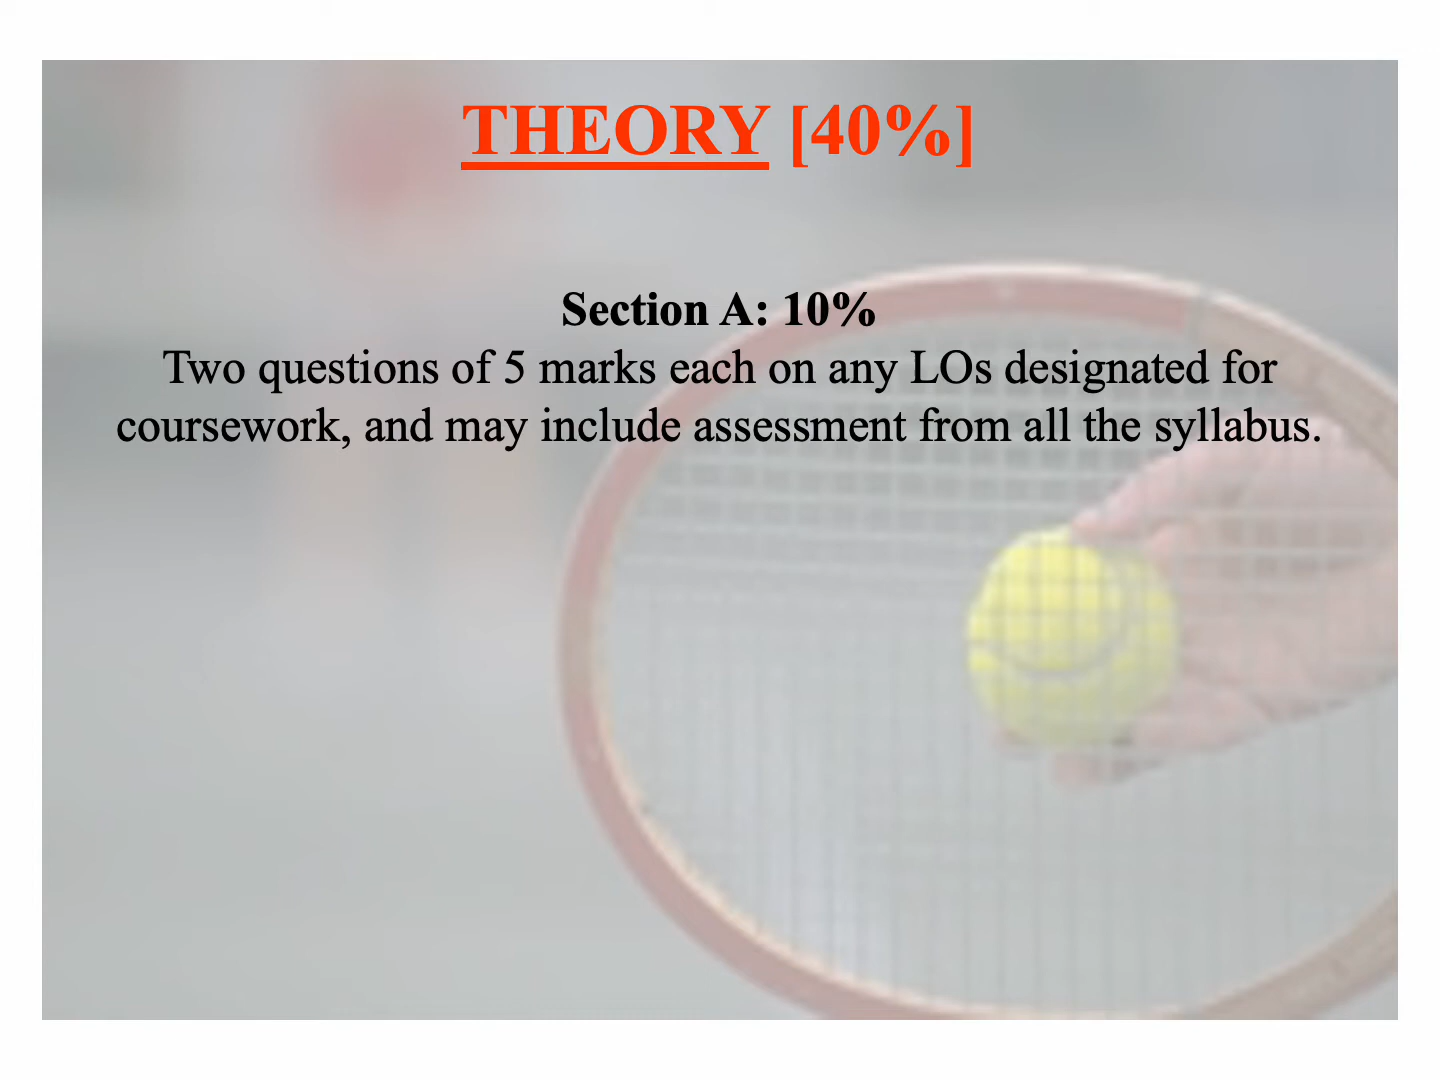 THEORY [40%]
Section A: 10%
Two questions of 5 marks each on any LOs designated for
coursework, and may include assessment from all the syllabus.